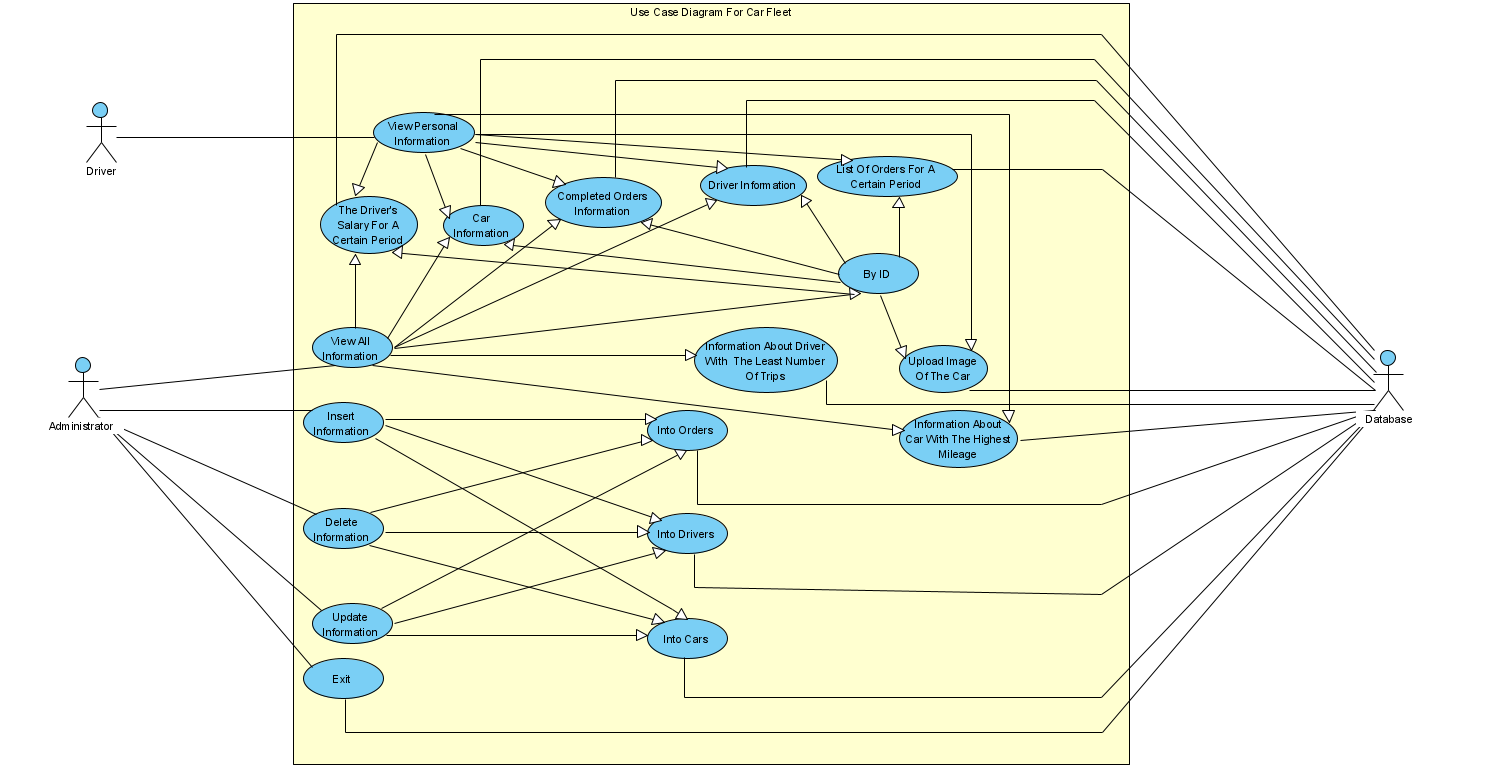 Use Case Diagram For Car Fleet
Driver
View Personal
Information
The Driver's
Salary For A
Certain Period
Car
Information
Completed Orders
Information
Driver Information
List Of Orders For A
Certain Period
By ID
View All
Information
Information About Driver
With The Least Number
Of Trips
Upload Image
Of The Car
Administrator
Database
Insert
Information
Into Orders
Information About
Car With The Highest
Mileage
Delete
Information
Into Drivers
Update
Information
Into Cars
Exit